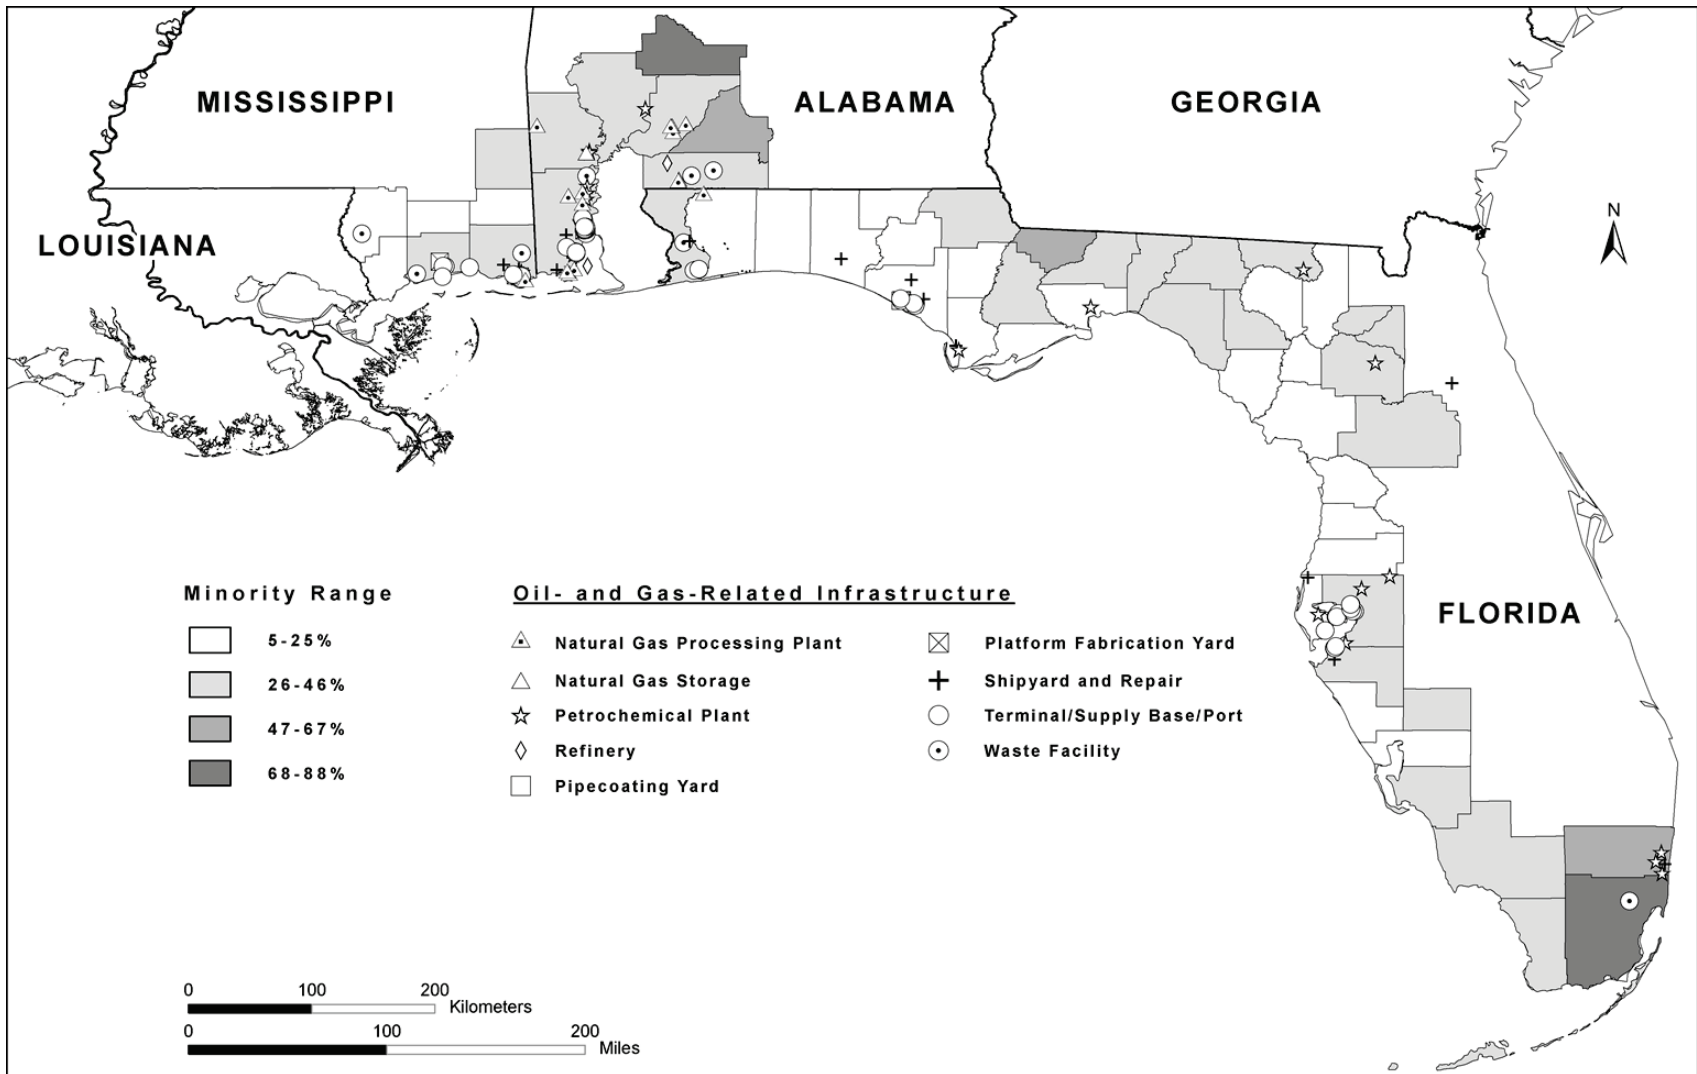 MISSISSIPPI
ALABAMA
GEORGIA
LOUISIANA
N
FLORIDA
Minority Range
5-25%
26-46%
47-67%
68-88%
Oil- and Gas-Related Infrastructure
Natural Gas Processing Plant
Natural Gas Storage
Petrochemical Plant
Refinery
Pipecoating Yard
Platform Fabrication Yard
Shipyard and Repair
Terminal/Supply Base/Port
Waste Facility
0 100 200
Kilometers
0 100 200
Miles